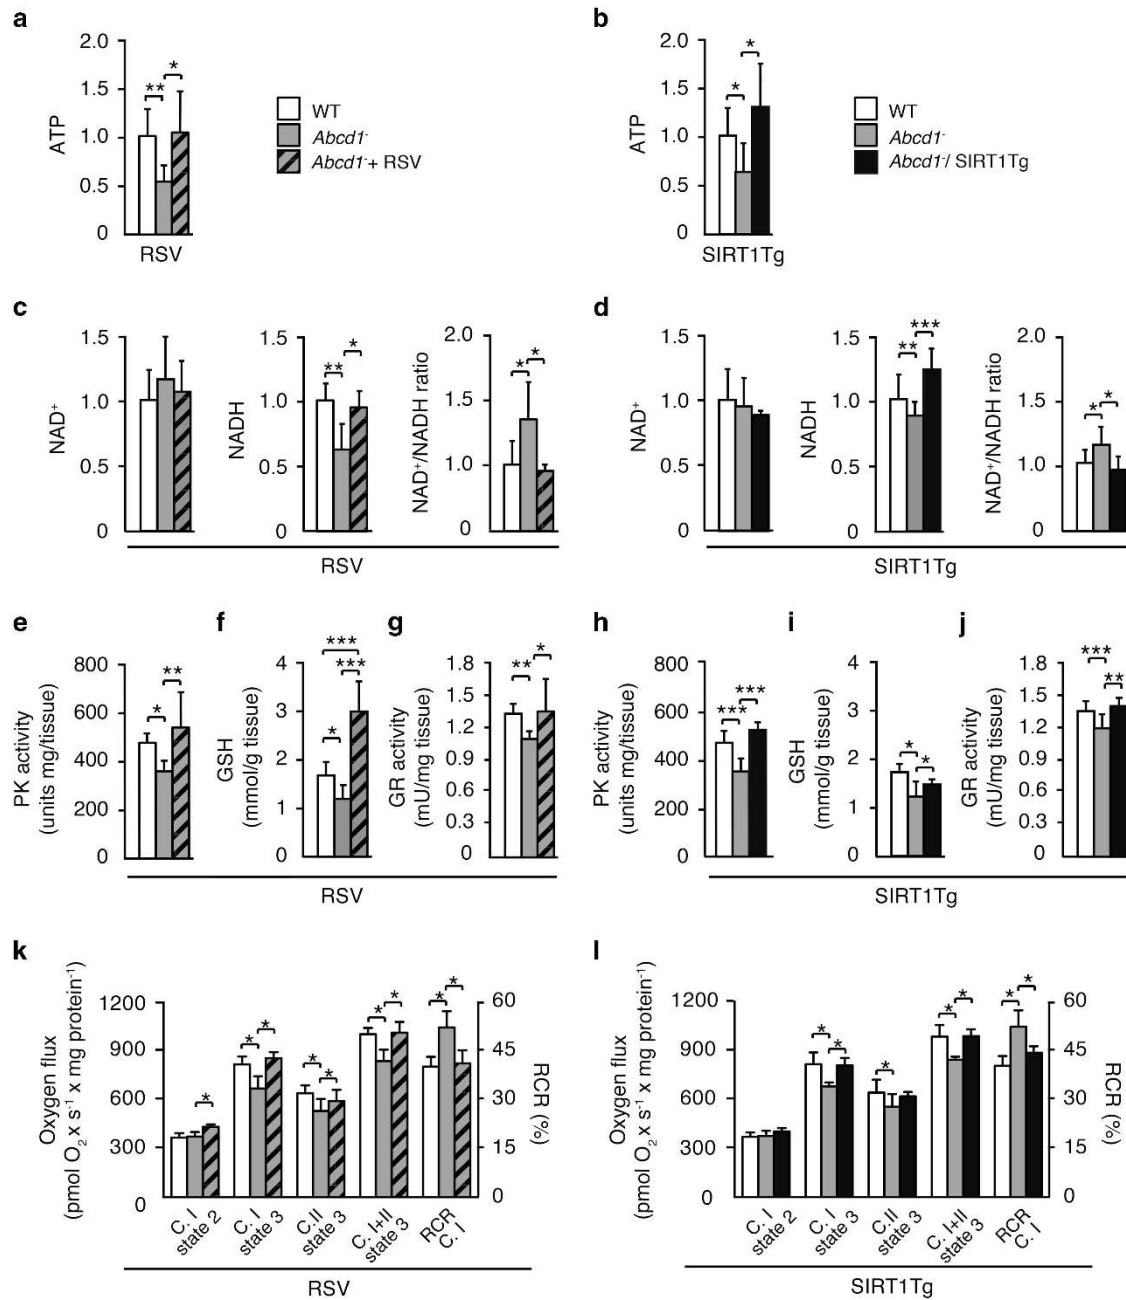 a
ATP
2.0
1.5
1.0
0.5
0
**
*
RSV
WT
Abcd1-
Abcd1-+ RSV
b
ATP
2.0
1.5
1.0
0.5
0
*
*
SIRT1Tg
WT
Abcd1-
Abcd1-/ SIRT1Tg
c
NAD+
1.5
1.0
0.5
0
NADH
1.5
1.0
0.5
0
**
*
NAD+/NADH ratio
2.0
1.5
1.0
0
*
*
RSV
d
NAD+
1.5
1.0
0.5
0
NADH
1.5
1.0
0.5
0
**
***
NAD+/NADH ratio
2.0
1.5
1.0
0
*
*
SIRT1Tg
e
PK activity
(units mg/tissue)
800
600
400
200
0
*
**
f
GSH
(mmol/g tissue)
4
3
2
1
0
***
***
*
g
GR activity
(mU/mg tissue)
1.8
1.5
1.2
0.9
0.6
0.3
0
**
*
RSV
h
PK activity
(units mg/tissue)
800
600
400
200
0
***
***
i
GSH
(mmol/g tissue)
4
3
2
1
0
*
*
j
GR activity
(mU/mg tissue)
1.8
1.5
1.2
0.9
0.6
0.3
0
***
**
SIRT1Tg
k
Oxygen flux
(pmol O2 x s-1 x mg protein-1)
1200
900
600
300
0
*
*
*
*
*
*
*
*
*
60
45
30
15
0
RCR (%)
C. I
state 2
C. I
state 3
C.II
state 3
C. I+II
state 3
RCR
C. I
RSV
l
Oxygen flux
(pmol O2 x s-1 x mg protein-1)
1200
900
600
300
0
*
*
*
*
*
*
*
60
45
30
15
0
RCR (%)
C. I
state 2
C. I
state 3
C.II
state 3
C. I+II
state 3
RCR
C. I
SIRT1Tg